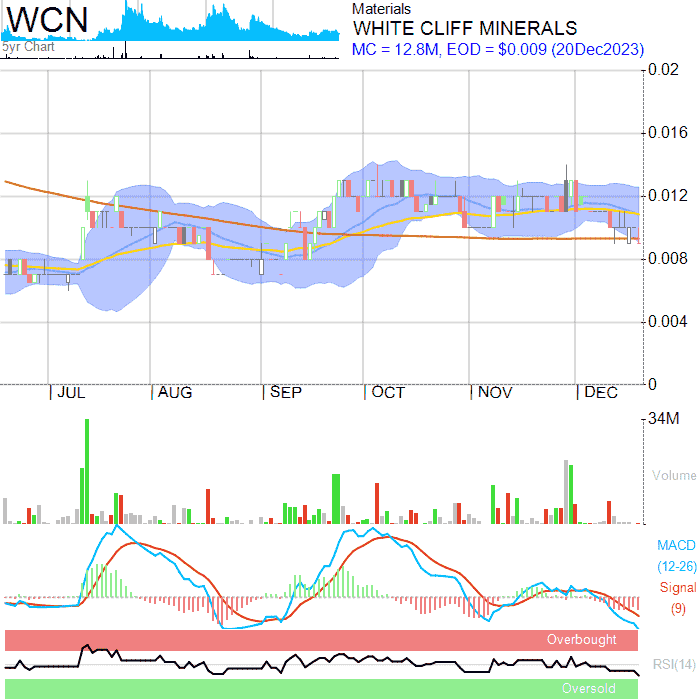 WCN
5yr Chart
Materials
WHITE CLIFF MINERALS
MC = 12.8M, EOD = $0.009 (20Dec2023)
0.02
0.016
0.012
0.008
0.004
0
JUL AUG SEP OCT NOV DEC
34M
Volume
MACD
(12-26)
Signal
(9)
Overbought
RSI(14)
Oversold